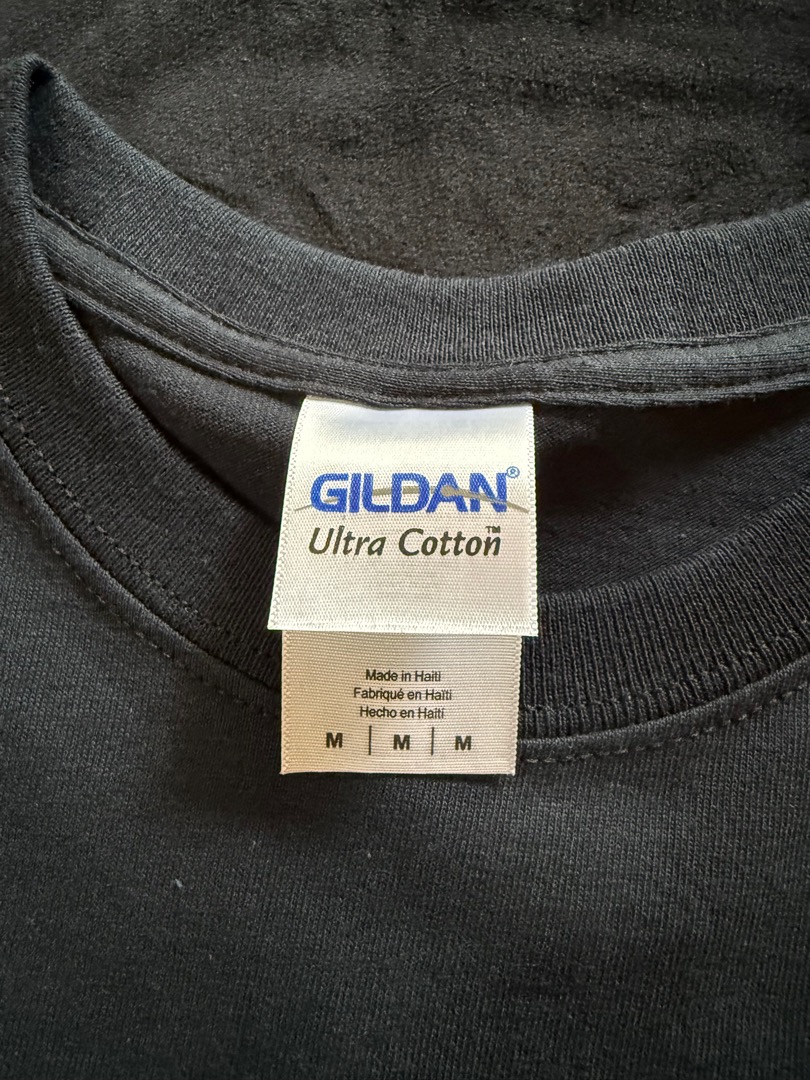 GILDAN®
Ultra Cotton™
Made in Haiti
Fabriqué en Haïti
Hecho en Haití
M | M | M